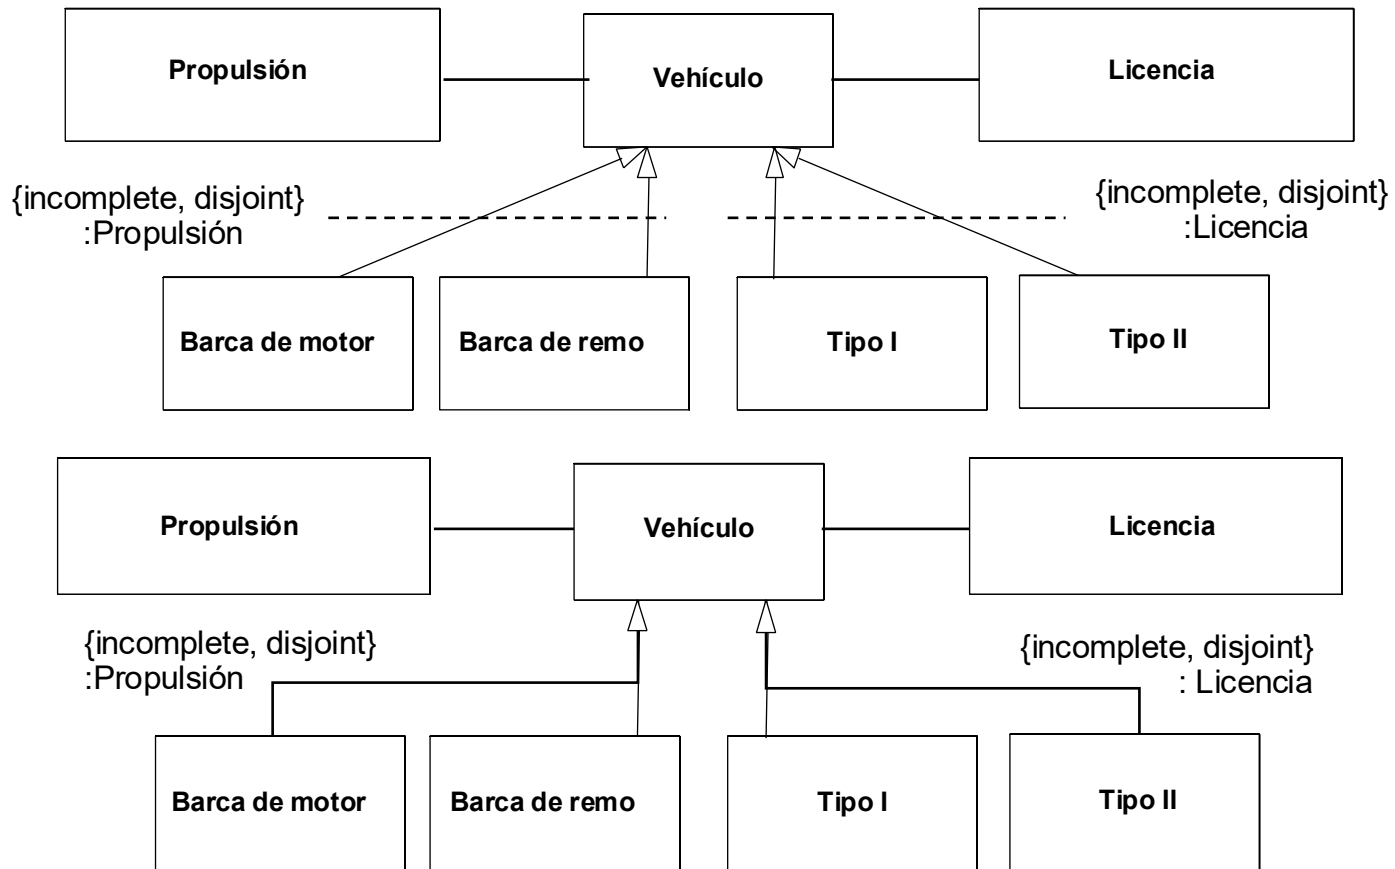 Propulsión
Vehículo
Licencia
{incomplete, disjoint}
:Propulsión
{incomplete, disjoint}
:Licencia
Barca de motor
Barca de remo
Tipo I
Tipo II
Propulsión
Vehículo
Licencia
{incomplete, disjoint}
:Propulsión
{incomplete, disjoint}
: Licencia
Barca de motor
Barca de remo
Tipo I
Tipo II